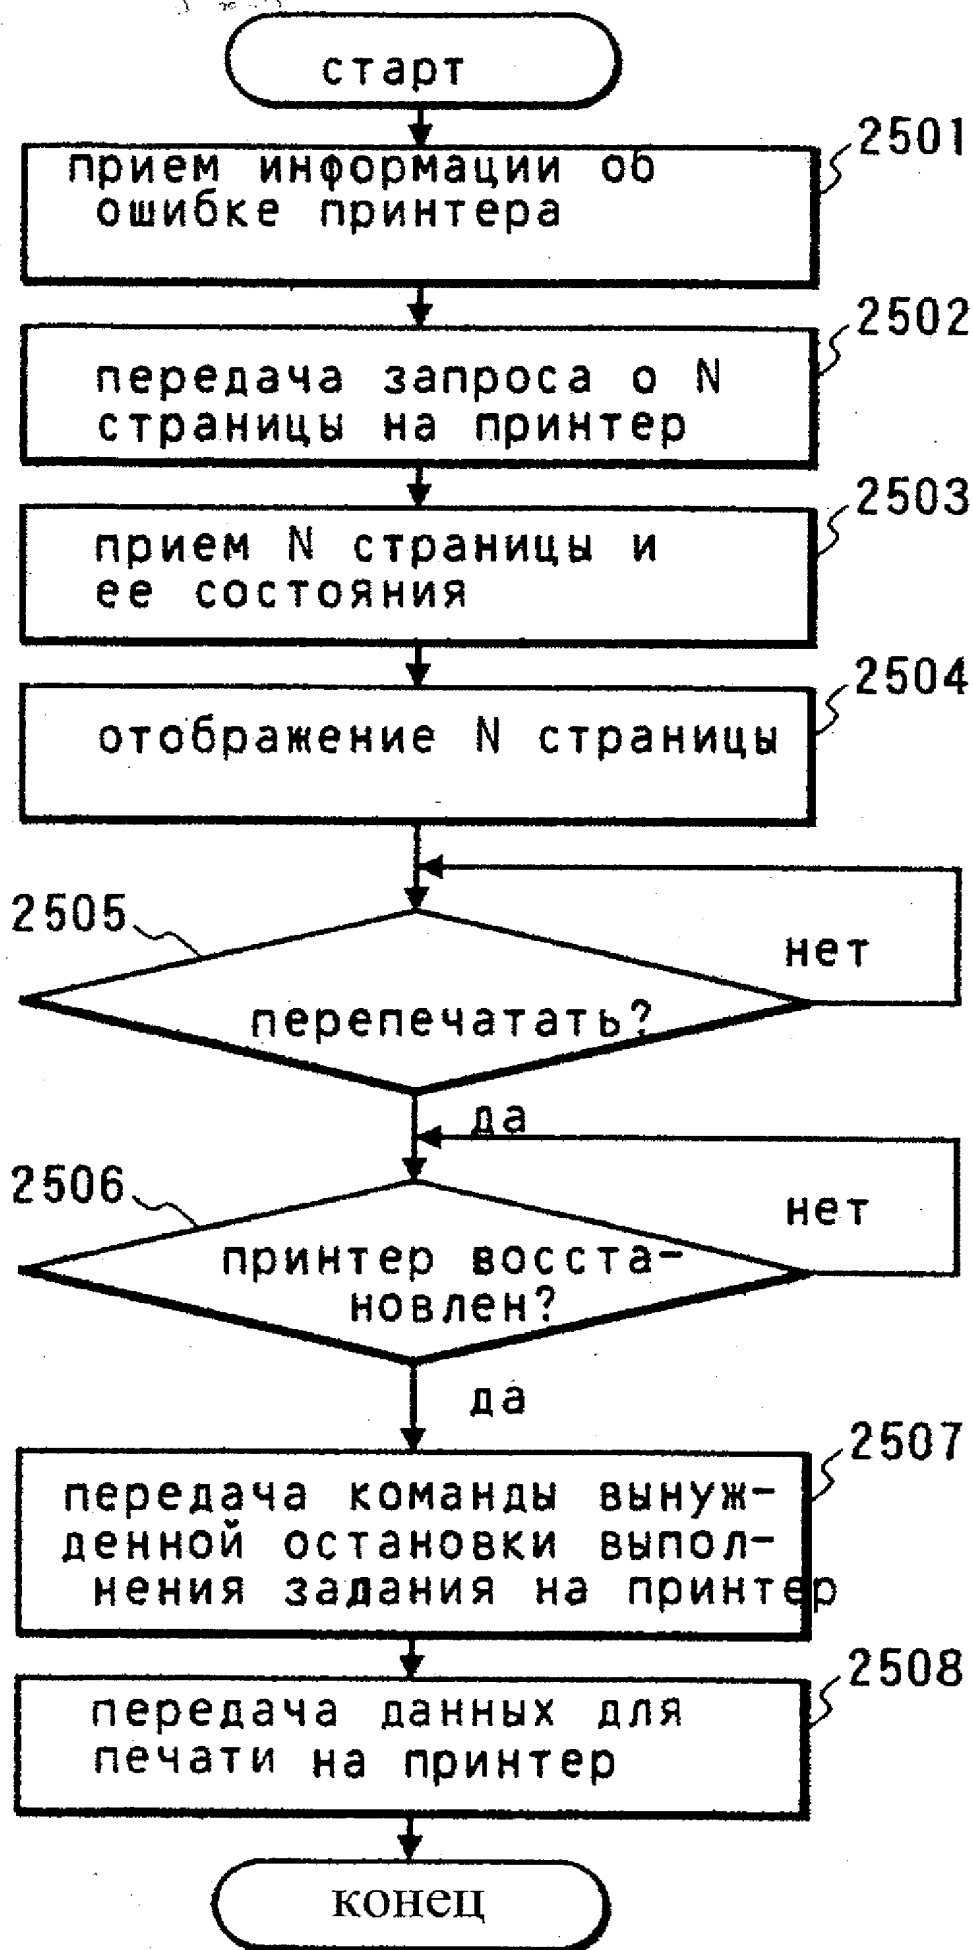 старт
2501
прием информации об
ошибке принтера
2502
передача запроса о N
страницы на принтер
2503
прием N страницы и
ее состояния
2504
отображение N страницы
2505
нет
перепечатать?
да
2506
нет
принтер восста-
новлен?
да
2507
передача команды вынуж-
денной остановки выпол-
нения задания на принтер
2508
передача данных для
печати на принтер
конец